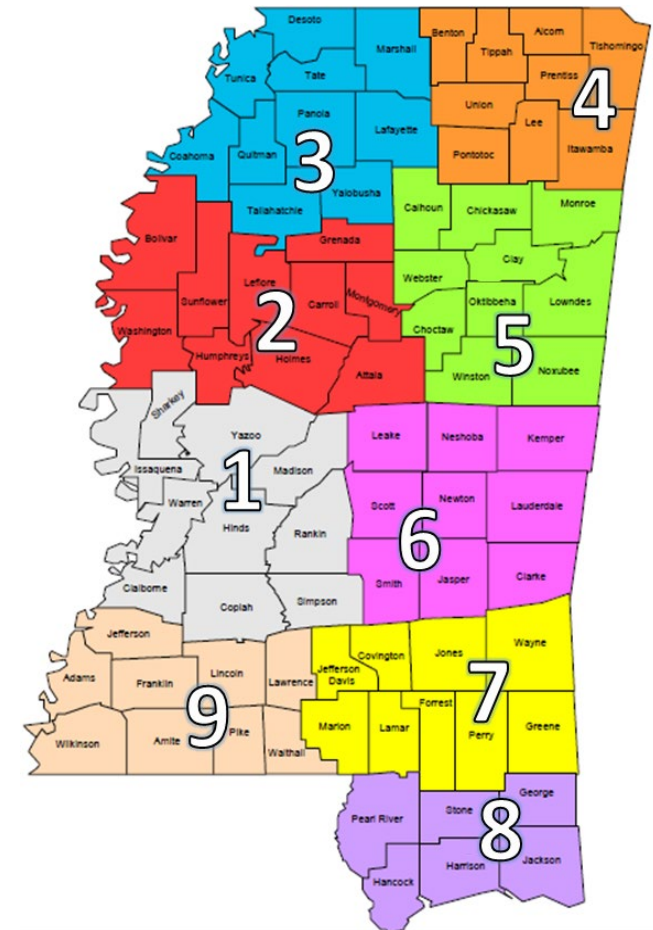 Desoto
Marshall
Benton
Tippah
Alcorn
Tishomingo
Tunica
Tate
Prentiss
4
Panola
Union
Lee
Coahoma
Quitman
3
Lafayette
Pontotoc
Itawamba
Yalobusha
Tallahatchie
Calhoun
Chickasaw
Monroe
Bolivar
Grenada
Clay
Webster
Leflore
Sunflower
2
Carroll
Montgomery
Oktibbeha
Lowndes
Washington
Choctaw
5
Humphreys
Holmes
Attala
Winston
Noxubee
Sharkey
Yazoo
Leake
Neshoba
Kemper
Issaquena
1
Madison
Warren
Hinds
Rankin
Scott
Newton
Lauderdale
6
Claiborne
Copiah
Simpson
Smith
Jasper
Clarke
Jefferson
Adams
Franklin
Lincoln
Lawrence
Jefferson
Davis
Covington
Jones
Wayne
9
7
Wilkinson
Amite
Pike
Walthall
Marion
Lamar
Forrest
Perry
Greene
Pearl River
Stone
George
8
Hancock
Harrison
Jackson